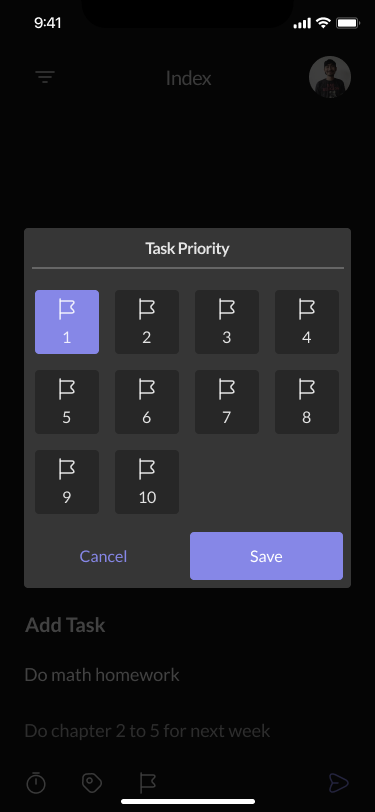 9:41
Index
Task Priority
1 2 3 4
5 6 7 8
9 10
Cancel Save
Add Task
Do math homework
Do chapter 2 to 5 for next week